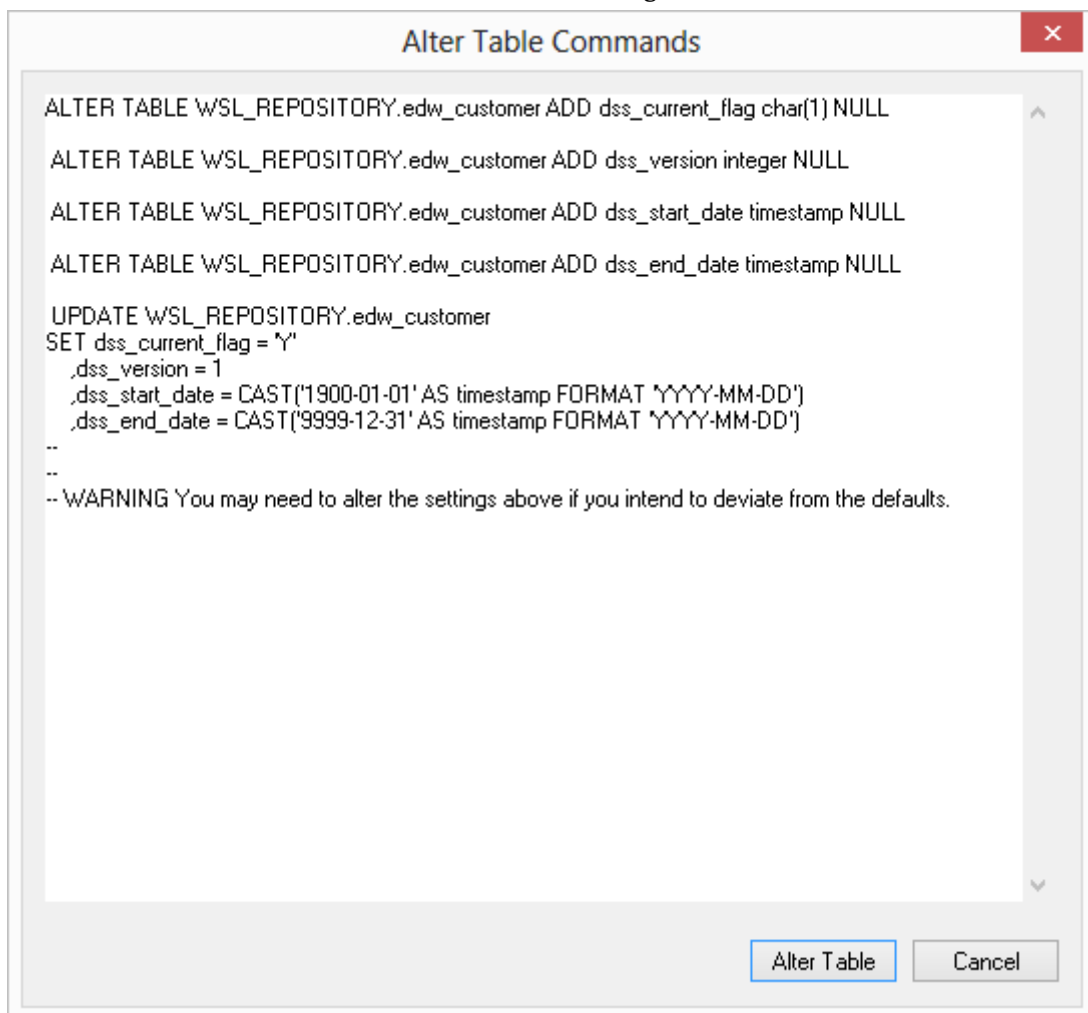 Alter Table Commands
ALTER TABLE WSL_REPOSITORY.edw_customer ADD dss_current_flag char(1) NULL
ALTER TABLE WSL_REPOSITORY.edw_customer ADD dss_version integer NULL
ALTER TABLE WSL_REPOSITORY.edw_customer ADD dss_start_date timestamp NULL
ALTER TABLE WSL_REPOSITORY.edw_customer ADD dss_end_date timestamp NULL
UPDATE WSL_REPOSITORY.edw_customer
SET dss_current_flag = 'Y'
,dss_version = 1
,dss_start_date = CAST('1900-01-01' AS timestamp FORMAT 'YYYY-MM-DD')
,dss_end_date = CAST('9999-12-31' AS timestamp FORMAT 'YYYY-MM-DD')
--
--
-- WARNING You may need to alter the settings above if you intend to deviate from the defaults.
Alter Table Cancel